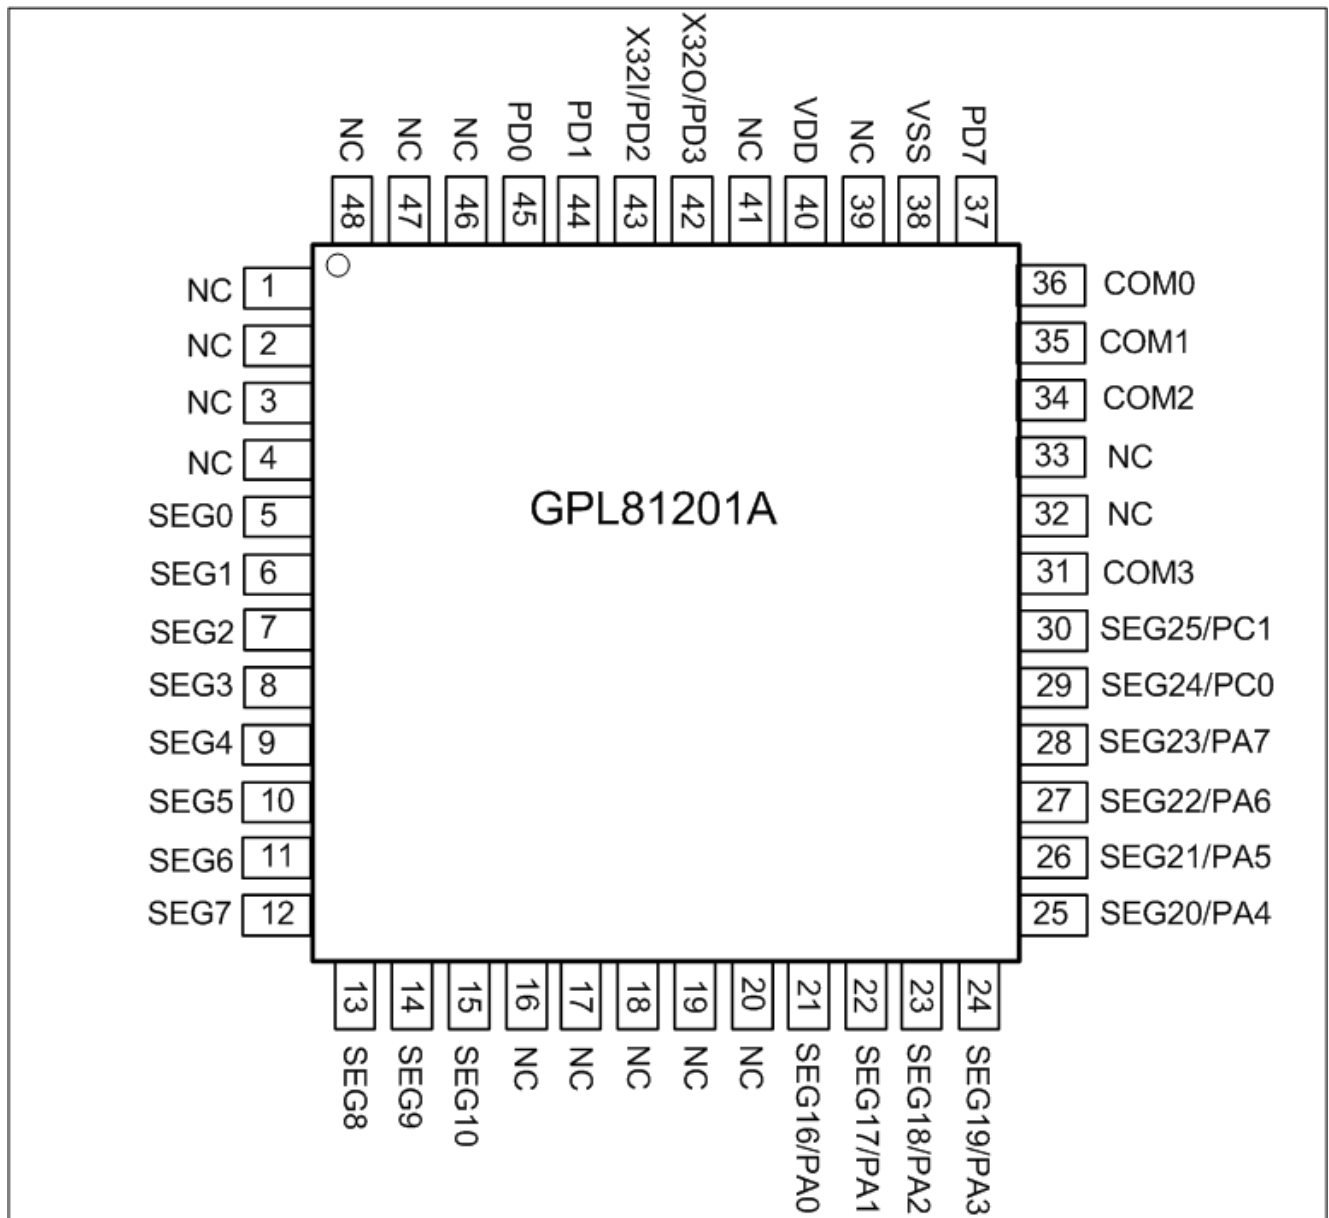 NC 48
NC 47
NC 46
PD0 45
PD1 44
X32I/PD2 43
X32O/PD3 42
NC 41
VDD 40
NC 39
VSS 38
PD7 37
NC 1
NC 2
NC 3
NC 4
SEG0 5
SEG1 6
SEG2 7
SEG3 8
SEG4 9
SEG5 10
SEG6 11
SEG7 12
GPL81201A
36 COM0
35 COM1
34 COM2
33 NC
32 NC
31 COM3
30 SEG25/PC1
29 SEG24/PC0
28 SEG23/PA7
27 SEG22/PA6
26 SEG21/PA5
25 SEG20/PA4
13 SEG8
14 SEG9
15 SEG10
16 NC
17 NC
18 NC
19 NC
20 NC
21 SEG16/PA0
22 SEG17/PA1
23 SEG18/PA2
24 SEG19/PA3